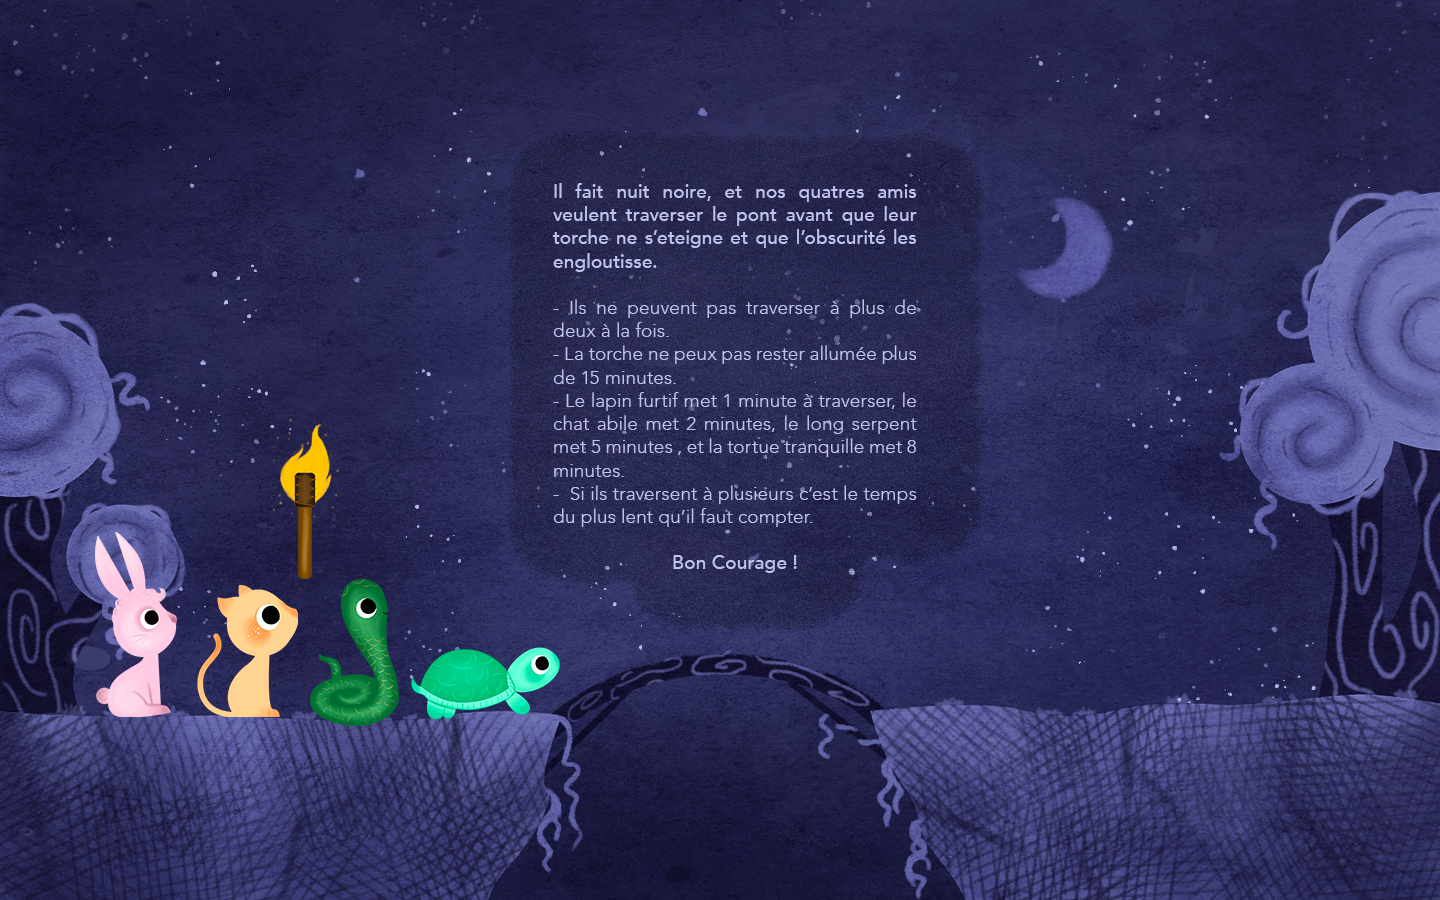 Il fait nuit noire, et nos quatres amis
veulent traverser le pont avant que leur
torche ne s’eteigne et que l’obscurité les
engloutisse.
- Ils ne peuvent pas traverser à plus de
deux à la fois.
- La torche ne peux pas rester allumée plus
de 15 minutes.
- Le lapin furtif met 1 minute à traverser, le
chat abile met 2 minutes, le long serpent
met 5 minutes , et la tortue tranquille met 8
minutes.
- Si ils traversent à plusieurs c’est le temps
du plus lent qu’il faut compter.
Bon Courage !